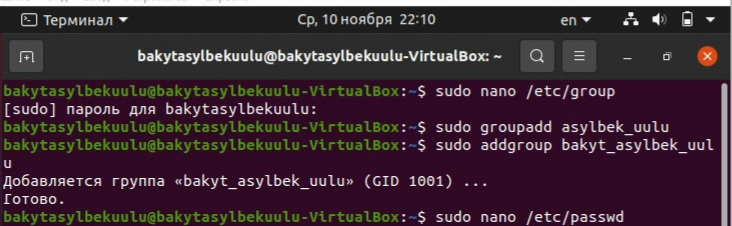 Терминал
Ср, 10 ноября 22:10
en
bakytasylbekuulu@bakytasylbekuulu-VirtualBox: ~
bakytasylbekuulu@bakytasylbekuulu-VirtualBox:~$ sudo nano /etc/group
[sudo] пароль для bakytasylbekuulu:
bakytasylbekuulu@bakytasylbekuulu-VirtualBox:~$ sudo groupadd asylbek_uulu
bakytasylbekuulu@bakytasylbekuulu-VirtualBox:~$ sudo addgroup bakyt_asylbek_uul
u
Добавляется группа «bakyt_asylbek_uulu» (GID 1001) ...
Готово.
bakytasylbekuulu@bakytasylbekuulu-VirtualBox:~$ sudo nano /etc/passwd